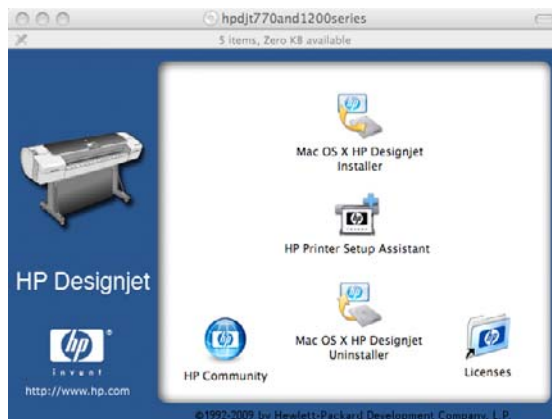 hpdjt770and1200series
5 items, Zero KB available
Mac OS X HP Designjet
Installer
HP Printer Setup Assistant
Mac OS X HP Designjet
Uninstaller
HP Community
Licenses
HP Designjet
hp
invent
http://www.hp.com
©1992-2009 by Hewlett-Packard Development Company, L.P.